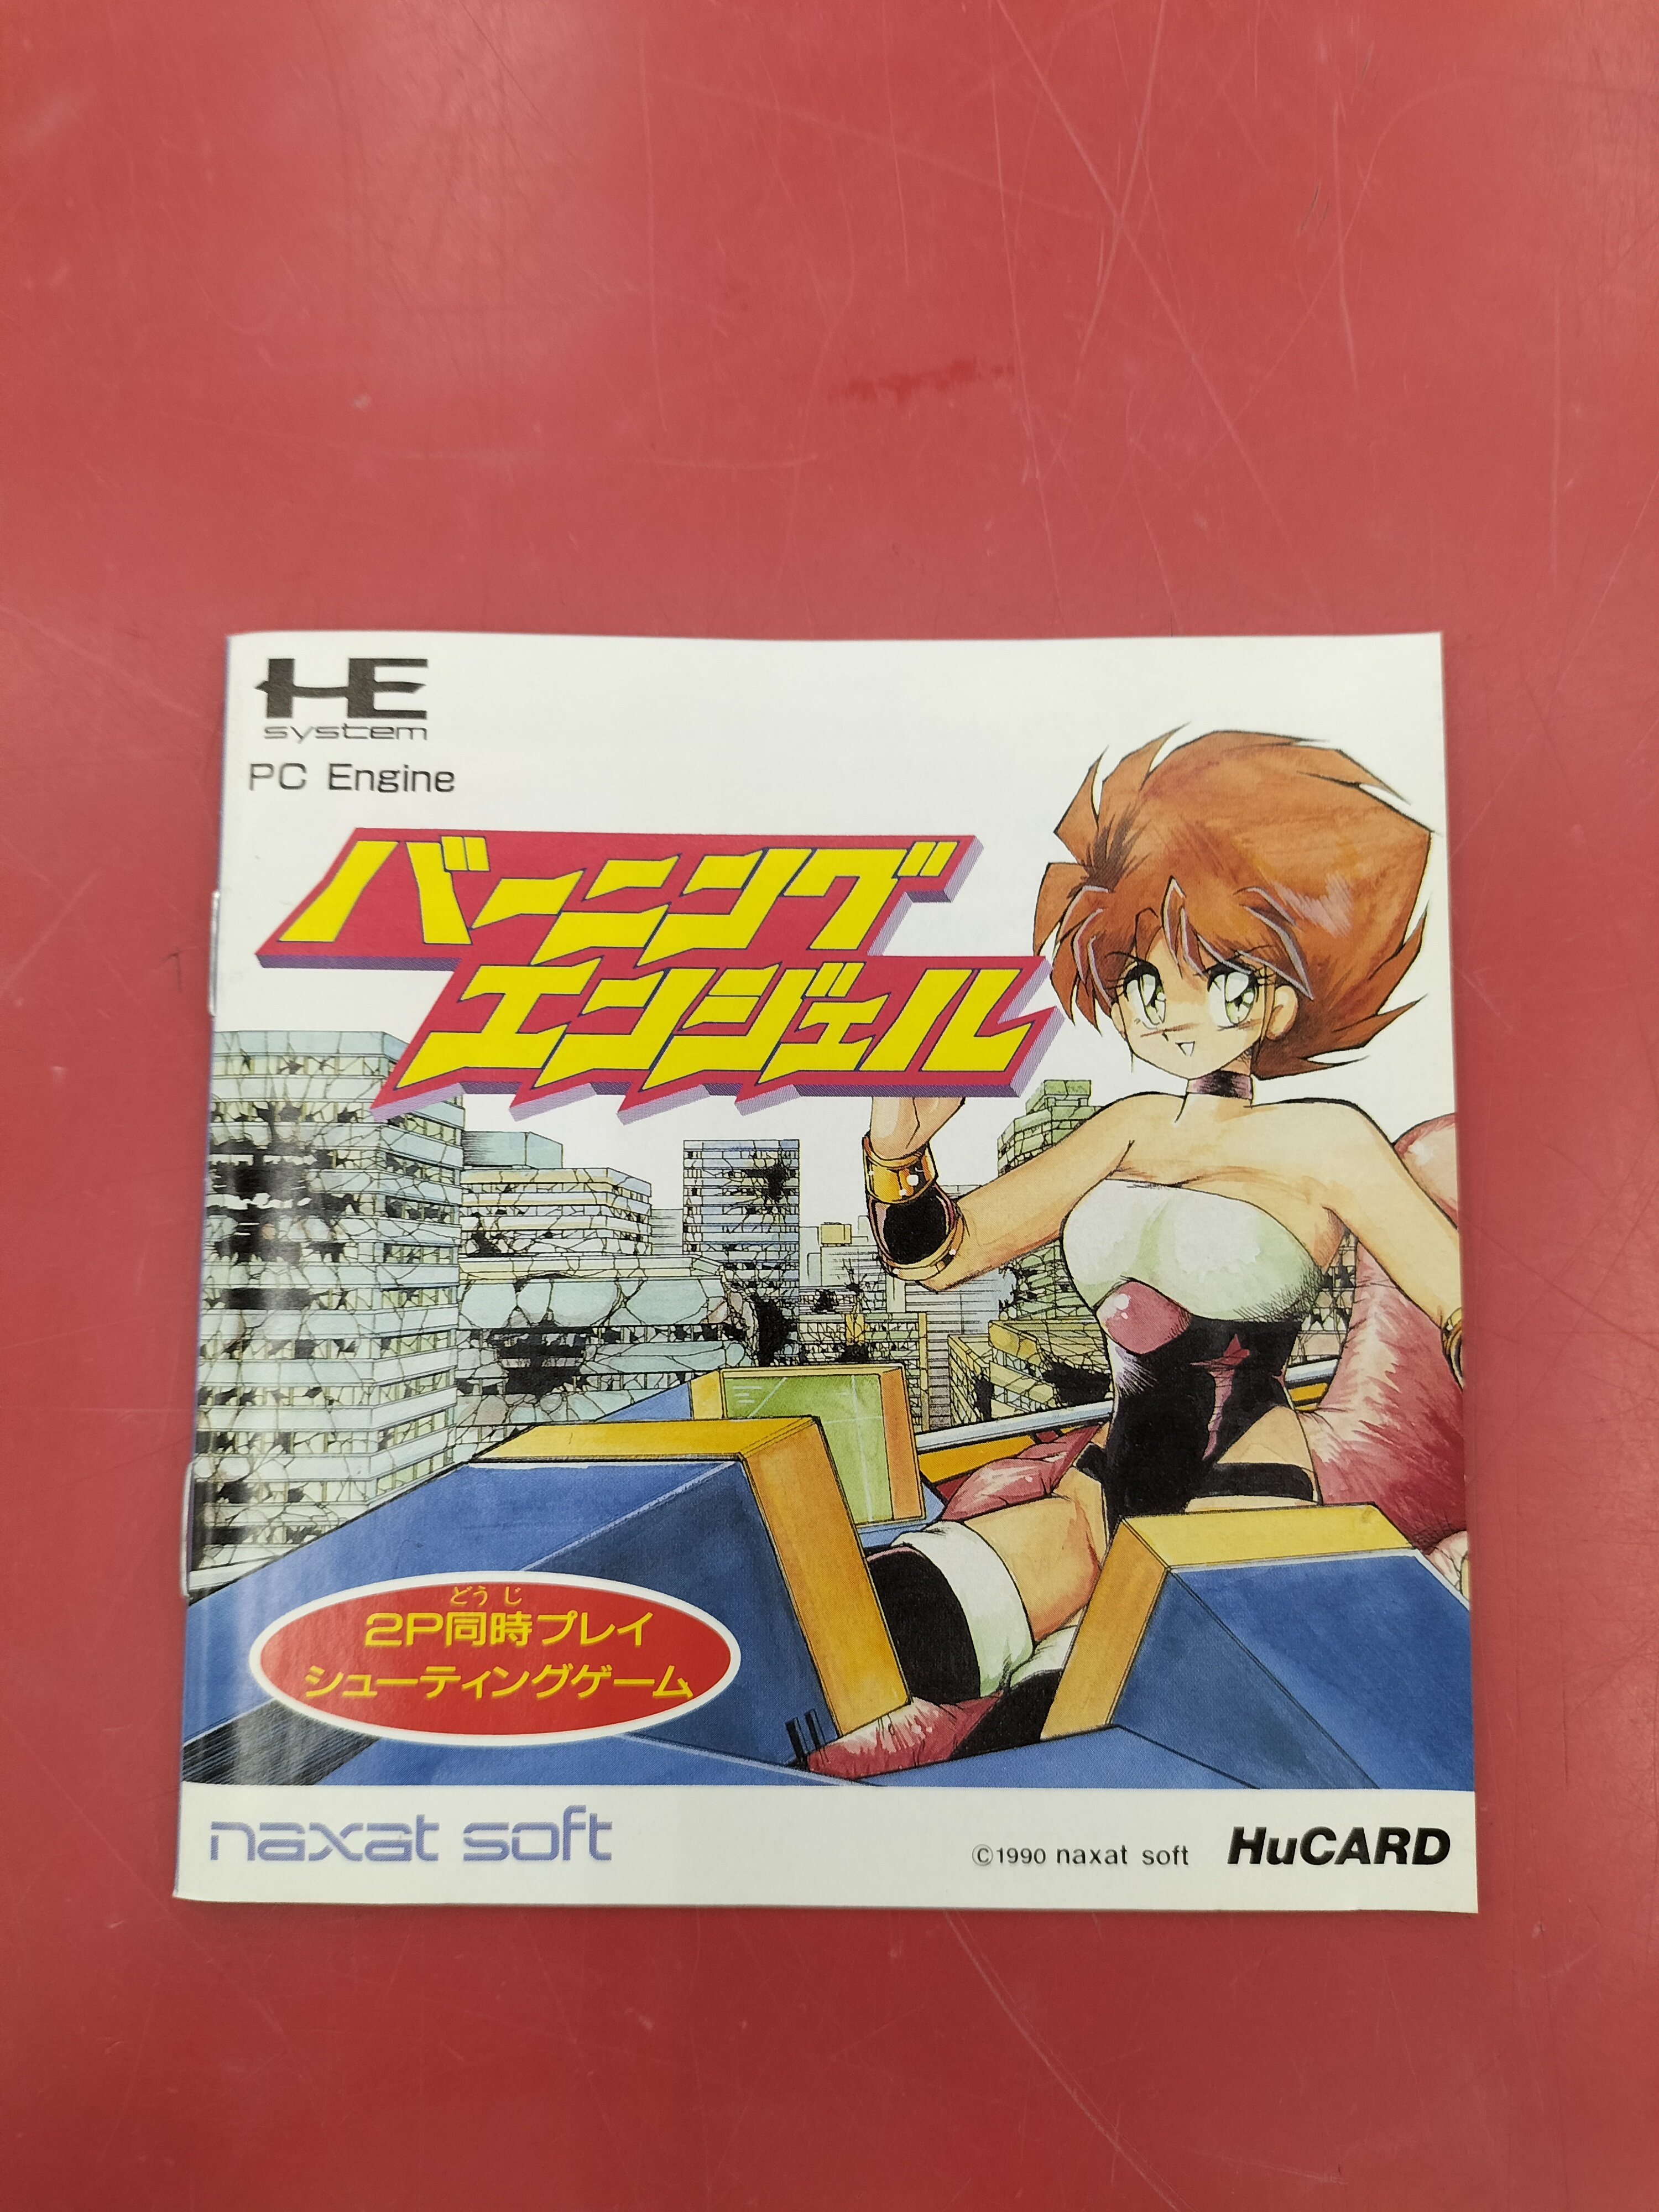 HE
system
PC Engine
バーニング
エンジェル
どうじ
2P同時プレイ
シューティングゲーム
naxat soft
©1990 naxat soft
HuCARD